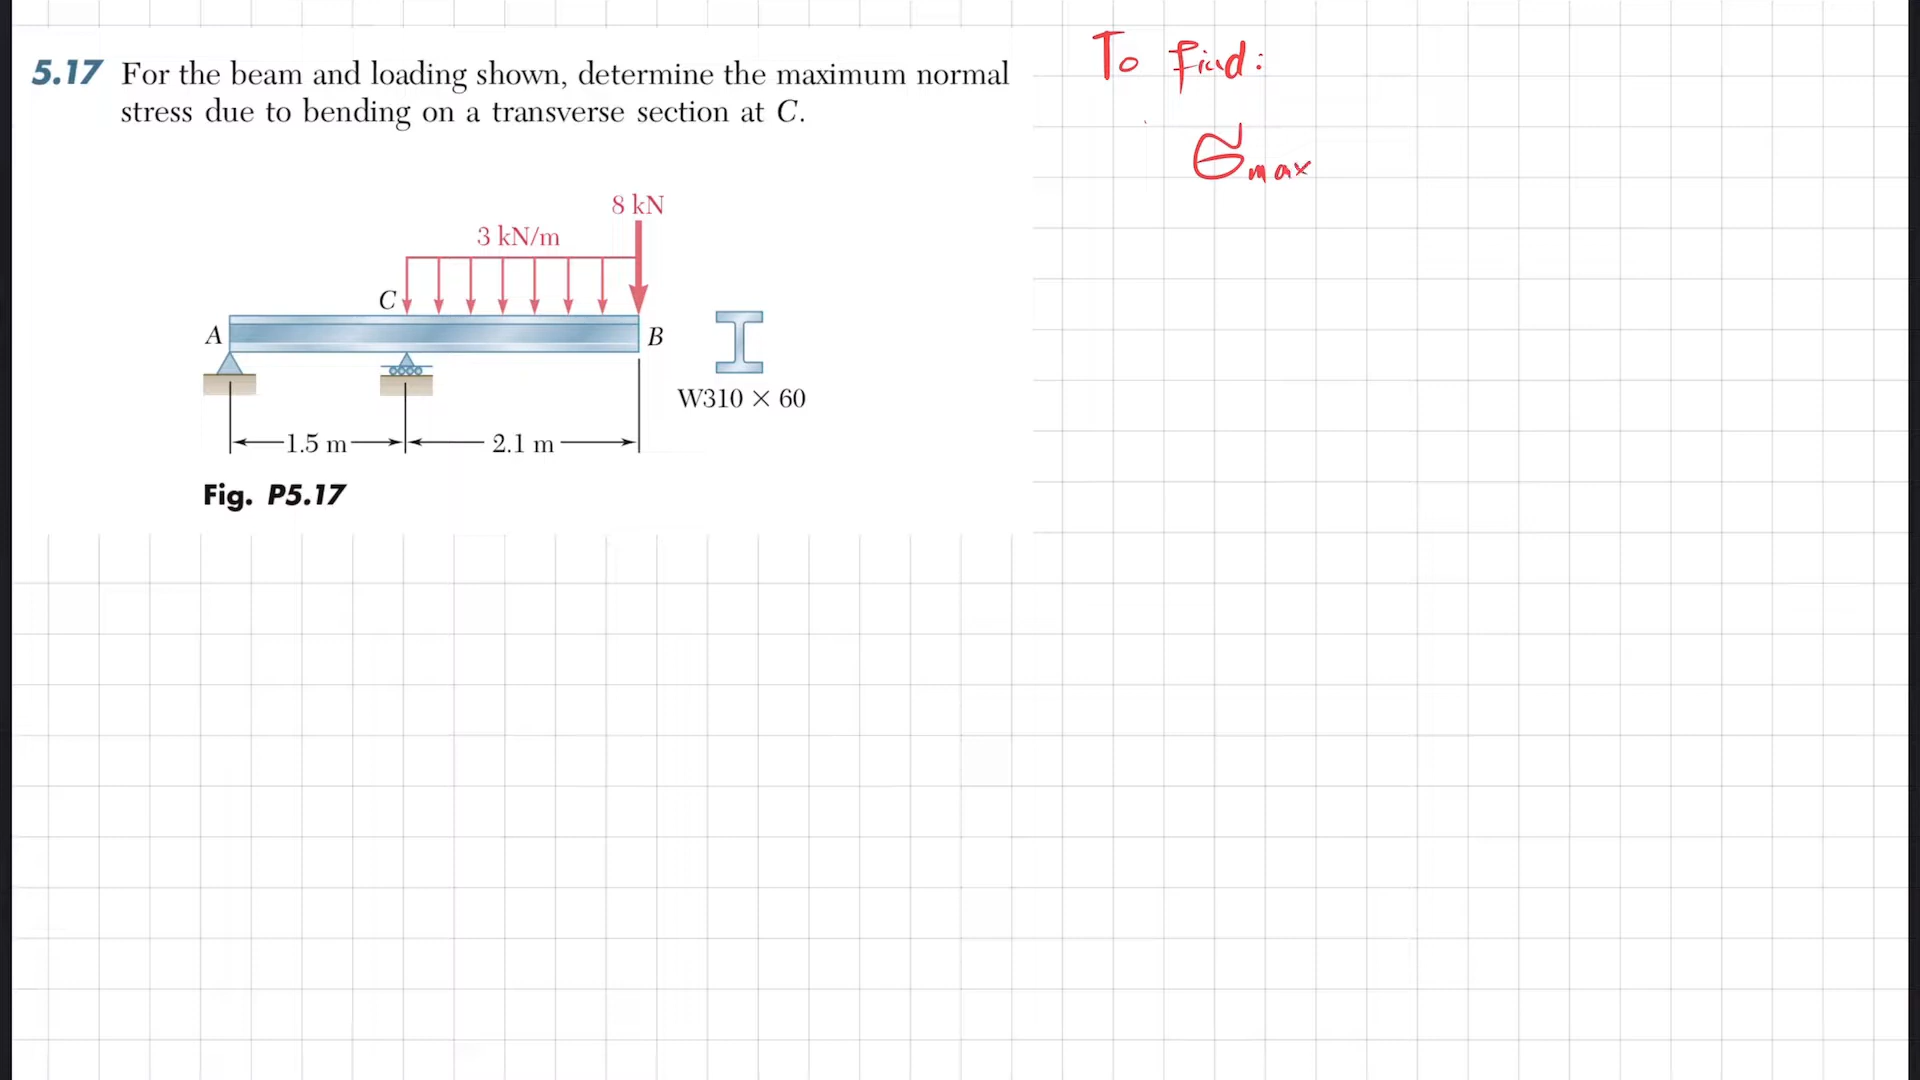 5.17 For the beam and loading shown, determine the maximum normal
stress due to bending on a transverse section at C.
To find:
σmax
8 kN
3 kN/m
C
A
B
W310 × 60
1.5 m
2.1 m
Fig. P5.17